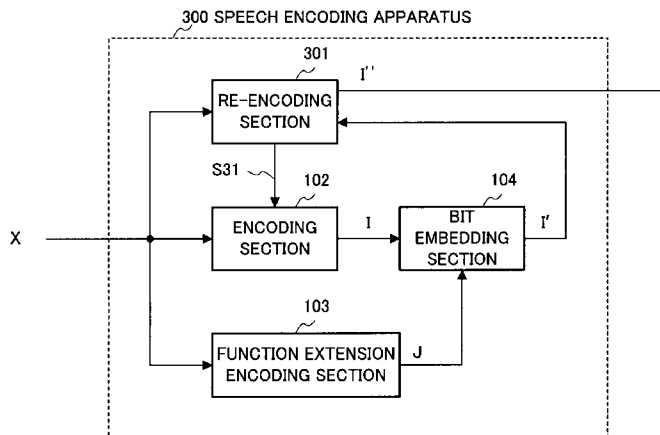 300 SPEECH ENCODING APPARATUS
301
I''
RE-ENCODING
SECTION
S31
102
104
X
ENCODING
SECTION
I
BIT
EMBEDDING
SECTION
I'
103
FUNCTION EXTENSION
ENCODING SECTION
J